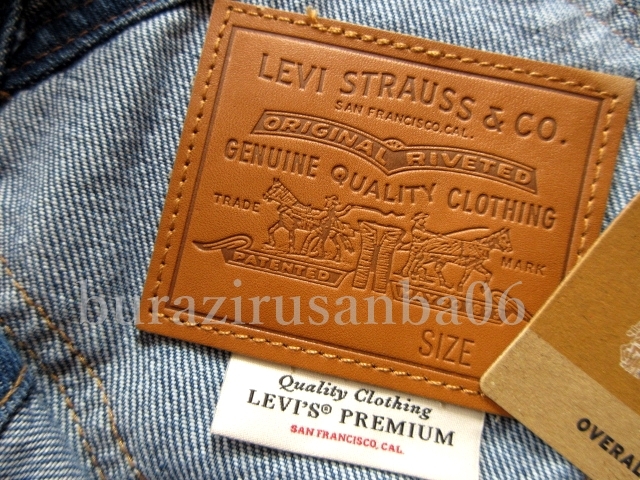 LEVI STRAUSS & CO.
SAN FRANCISCO, CAL.
ORIGINAL RIVETED
GENUINE QUALITY CLOTHING
TRADE MARK
PATENTED
SIZE
burazirusanba06
Quality Clothing
LEVI'S® PREMIUM
SAN FRANCISCO, CAL.
OVERAL